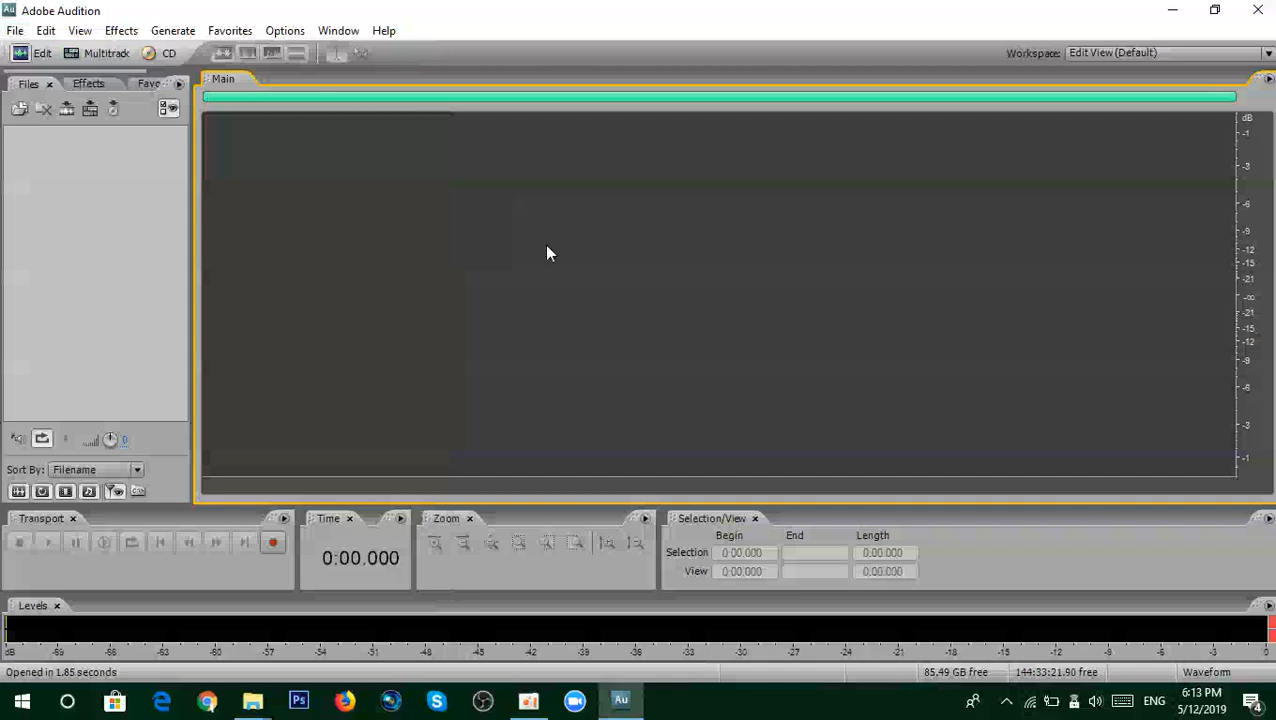 Au Adobe Audition
File Edit View Effects Generate Favorites Options Window Help
Edit Multitrack CD Workspace: Edit View (Default)
Files Effects Favo Main
dB
-1
-3
-6
-9
-12
-15
-21
-∞
-21
-15
-12
-9
-6
-3
-1
0
Sort By: Filename
Transport Time Zoom Selection/View
Begin End Length
0:00.000
Selection 0:00.000 0:00.000
View 0:00.000 0:00.000
Levels
dB -69 -66 -63 -60 -57 -54 -51 -48 -45 -42 -39 -36 -33 -30 -27 -24 -21 -18 -15 -12 -9 -6 -3 0
Opened in 1.85 seconds 85.49 GB free 144:33:21.90 free Waveform
Ps Au ENG 6:13 PM
5/12/2019 4